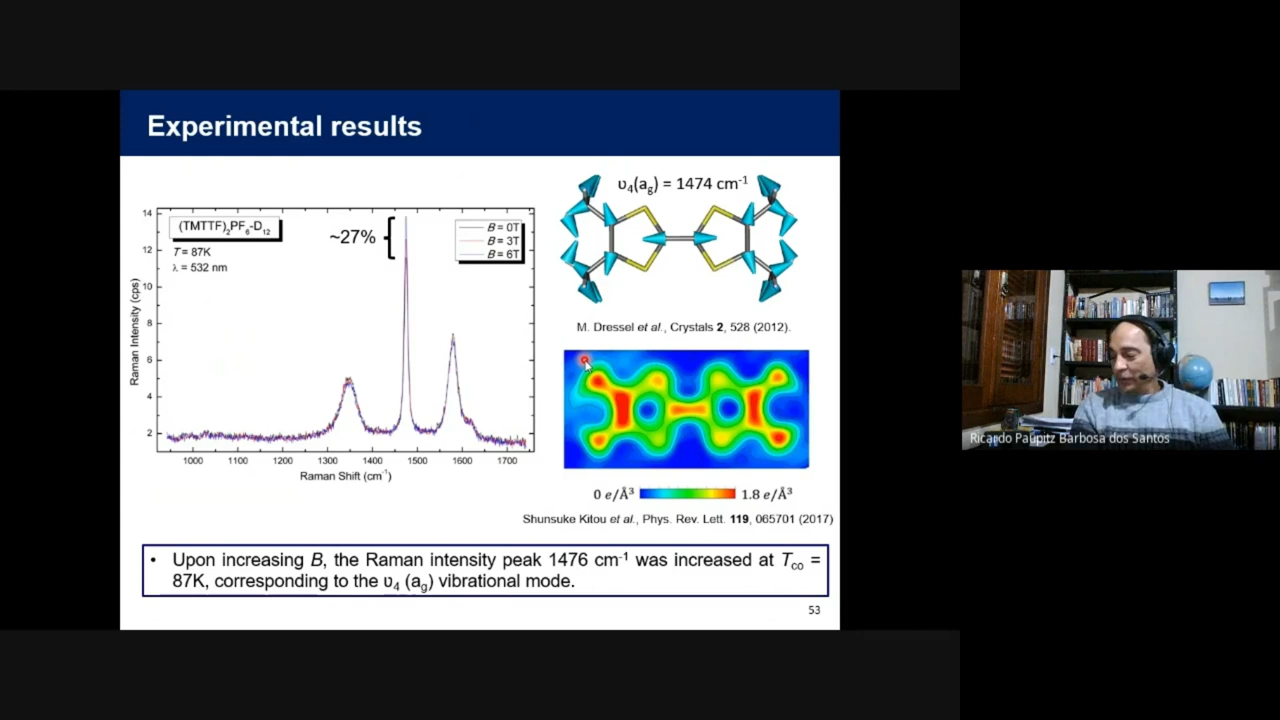 Experimental results
(TMTTF)₂PF₆-D₁₂
T = 87K
λ = 532 nm
~27%
B = 0T
B = 3T
B = 6T
14
12
10
8
6
4
2
Raman Intensity (cps)
1000 1100 1200 1300 1400 1500 1600 1700
Raman Shift (cm⁻¹)
υ₄(a_g) = 1474 cm⁻¹
M. Dressel et al., Crystals 2, 528 (2012).
0 e/Å³ 1.8 e/Å³
Shunsuke Kitou et al., Phys. Rev. Lett. 119, 065701 (2017)
• Upon increasing B, the Raman intensity peak 1476 cm⁻¹ was increased at T_co =
87K, corresponding to the υ₄ (a_g) vibrational mode.
53
Ricardo Paupitz Barbosa dos Santos